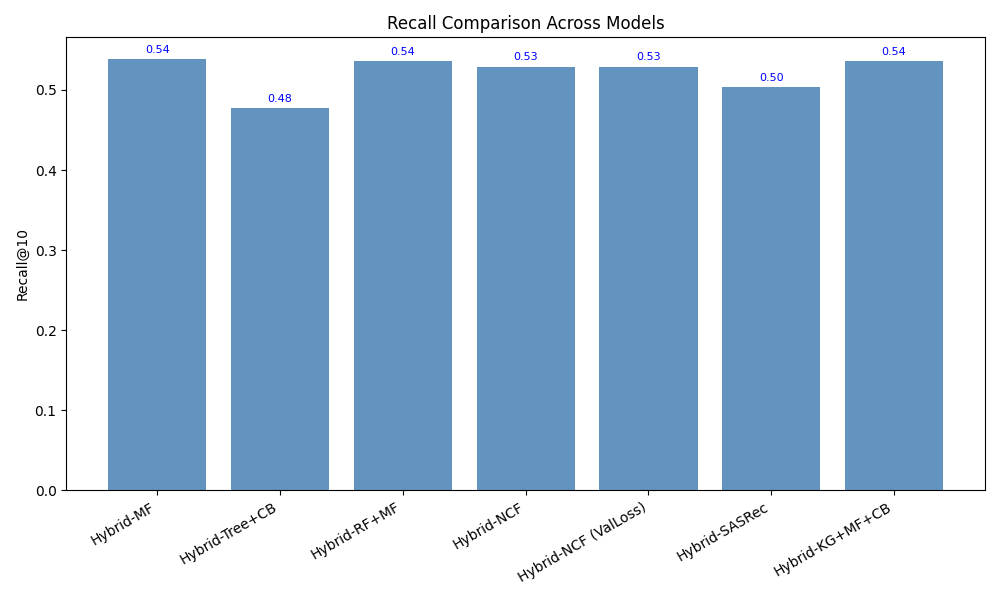 Recall Comparison Across Models
Recall@10
0.5
0.4
0.3
0.2
0.1
0.0
0.54
0.48
0.54
0.53
0.53
0.50
0.54
Hybrid-MF
Hybrid-Tree+CB
Hybrid-RF+MF
Hybrid-NCF
Hybrid-NCF (ValLoss)
Hybrid-SASRec
Hybrid-KG+MF+CB